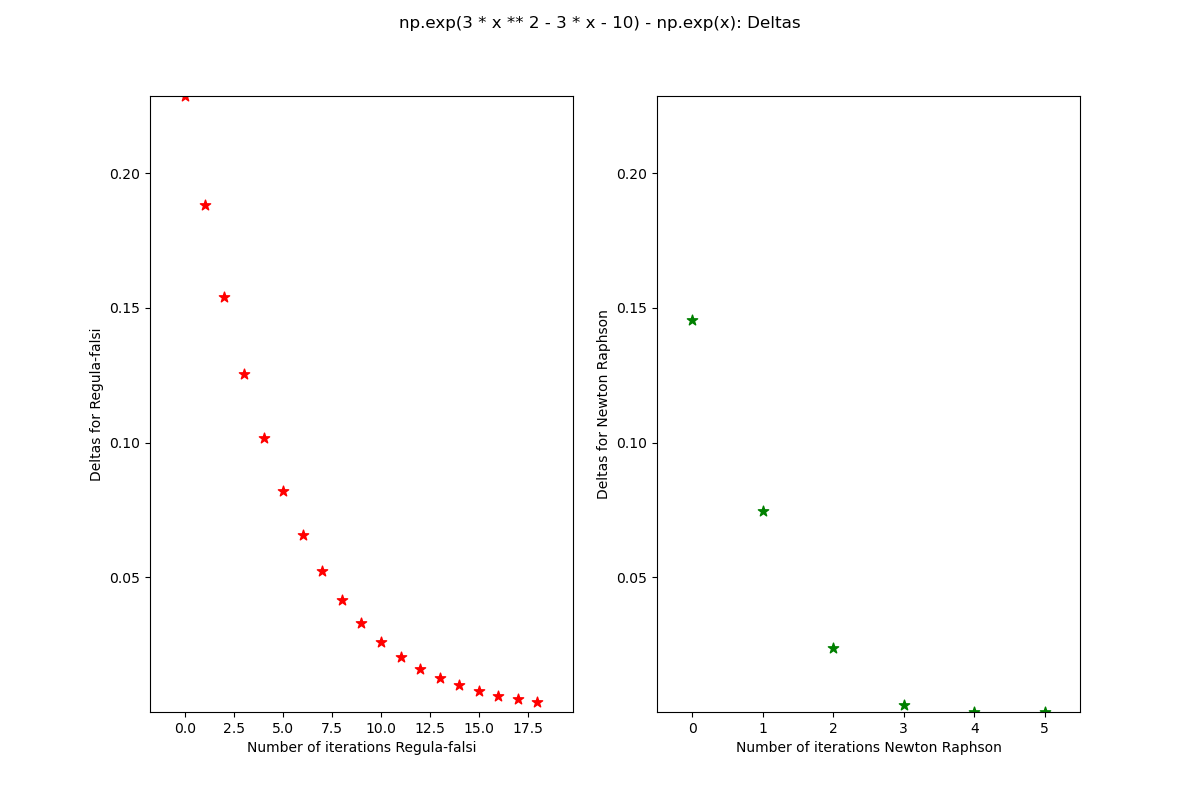 np.exp(3 * x ** 2 - 3 * x - 10) - np.exp(x): Deltas
Deltas for Regula-falsi
0.20
0.15
0.10
0.05
0.0 2.5 5.0 7.5 10.0 12.5 15.0 17.5
Number of iterations Regula-falsi
Deltas for Newton Raphson
0.20
0.15
0.10
0.05
0 1 2 3 4 5
Number of iterations Newton Raphson